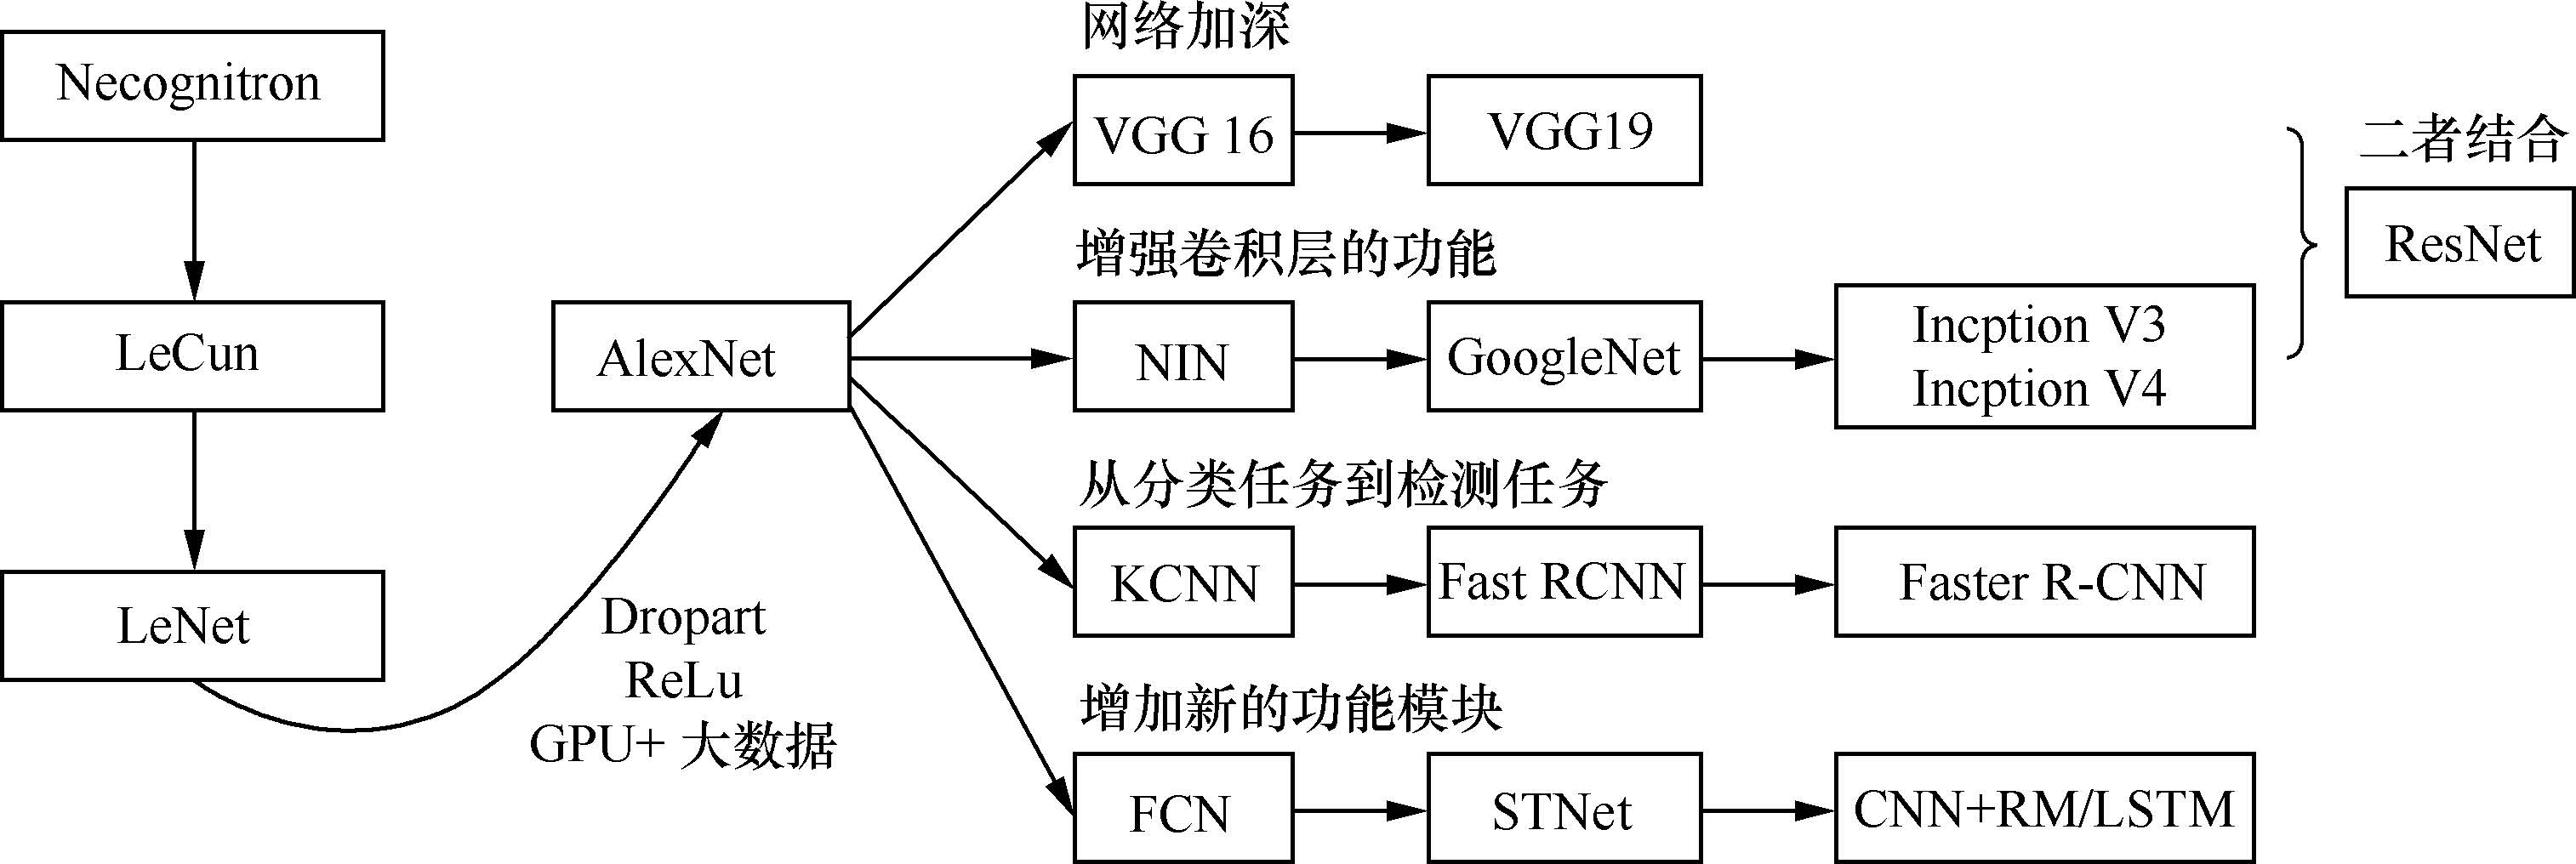 Necognitron
LeCun
LeNet
Dropart
ReLu
GPU+ 大数据
AlexNet
网络加深
VGG 16
VGG19
增强卷积层的功能
NIN
GoogleNet
Incption V3
Incption V4
二者结合
ResNet
从分类任务到检测任务
KCNN
Fast RCNN
Faster R-CNN
增加新的功能模块
FCN
STNet
CNN+RM/LSTM